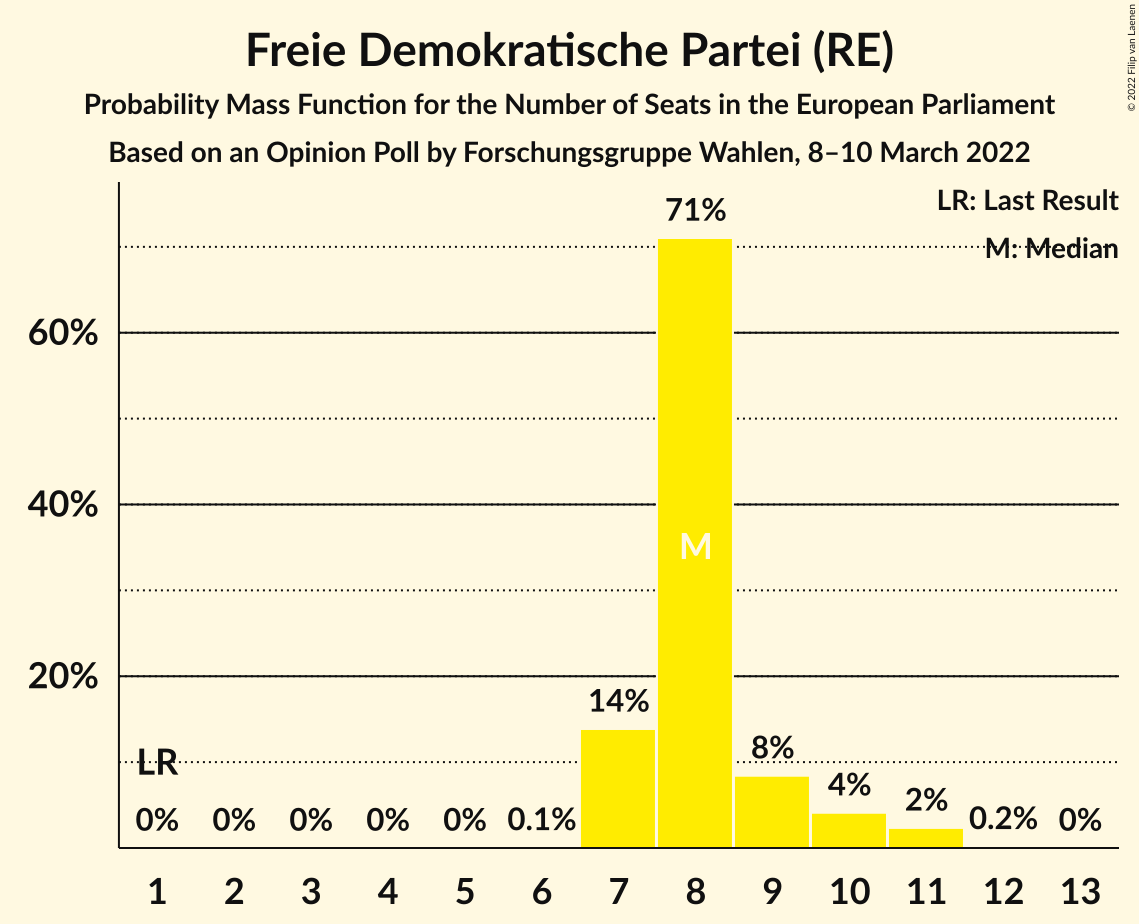 Freie Demokratische Partei (RE)
Probability Mass Function for the Number of Seats in the European Parliament
Based on an Opinion Poll by Forschungsgruppe Wahlen, 8–10 March 2022
© 2022 Filip van Laenen
LR: Last Result
M: Median
71%
60%
40%
M
20%
14%
8%
LR
4%
2%
0% 0% 0% 0% 0% 0.1% 0.2% 0%
1 2 3 4 5 6 7 8 9 10 11 12 13